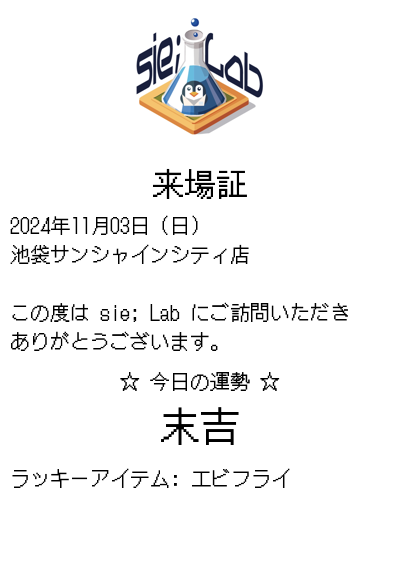 sie; Lab
来場証
2024年11月03日（日）
池袋サンシャインシティ店
この度は sie; Lab にご訪問いただき
ありがとうございます。
☆ 今日の運勢 ☆
末吉
ラッキーアイテム: エビフライ